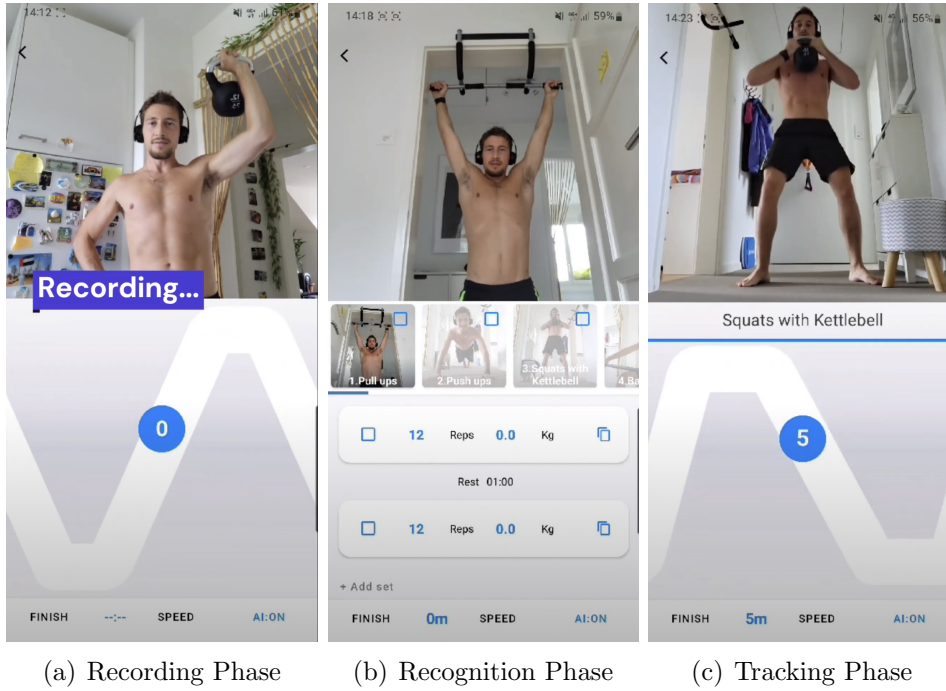 14:12
61%
Recording...
0
FINISH --:-- SPEED AI:ON
(a) Recording Phase
14:18
59%
1.Pull ups
2.Push ups
3.Squats with
Kettlebell
4.Ba
12 Reps 0.0 Kg
Rest 01:00
12 Reps 0.0 Kg
+ Add set
FINISH 0m SPEED AI:ON
(b) Recognition Phase
14:23
56%
Squats with Kettlebell
5
FINISH 5m SPEED AI:ON
(c) Tracking Phase